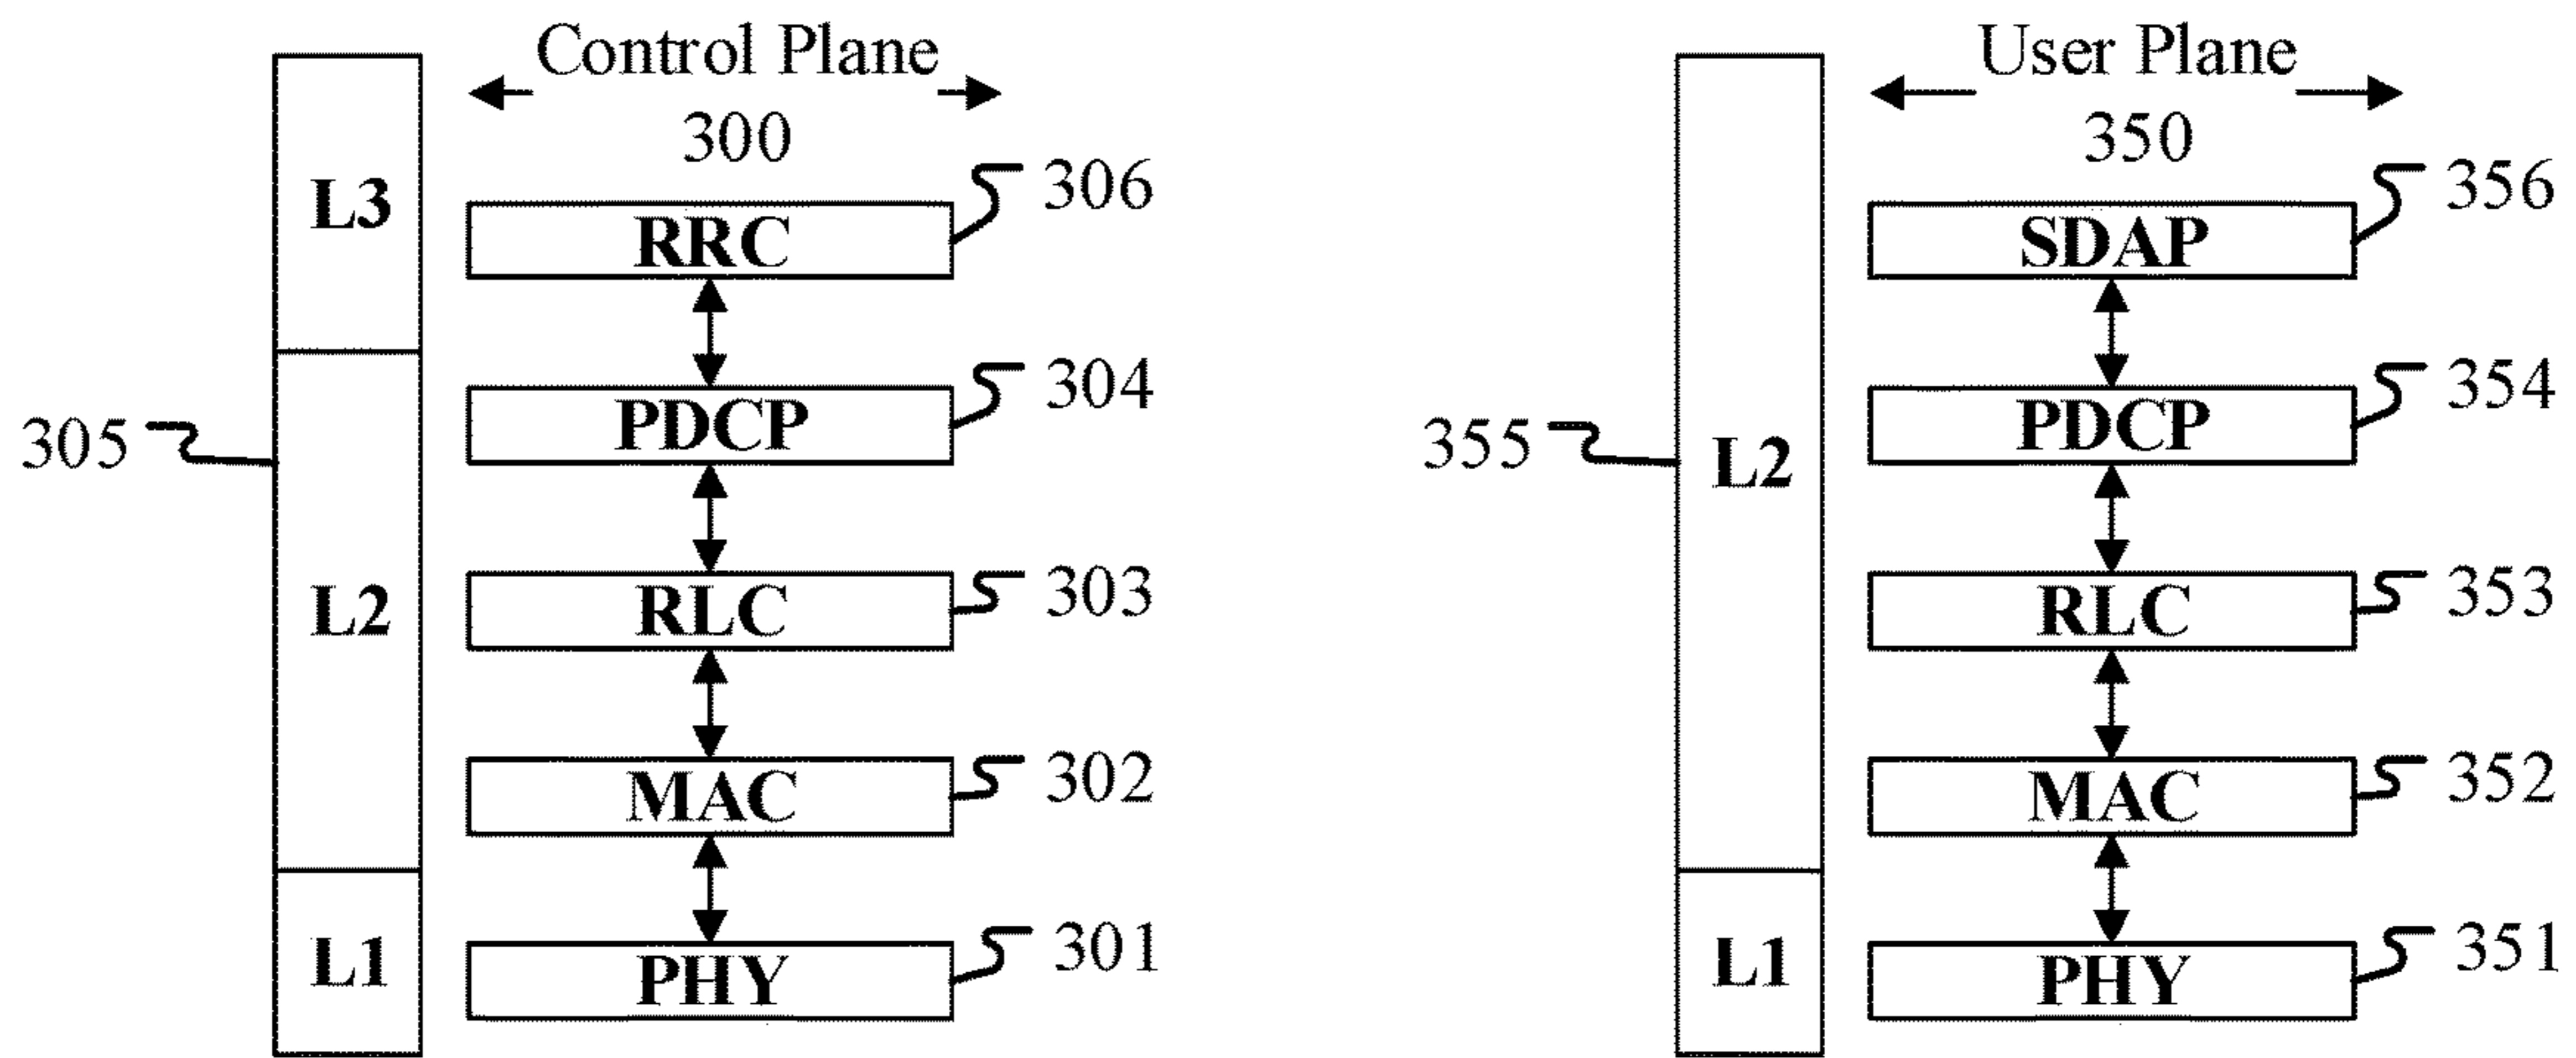 Control Plane
300
L3
RRC
306
PDCP
304
305
L2
RLC
303
MAC
302
L1
PHY
301
User Plane
350
SDAP
356
PDCP
354
355
L2
RLC
353
MAC
352
L1
PHY
351